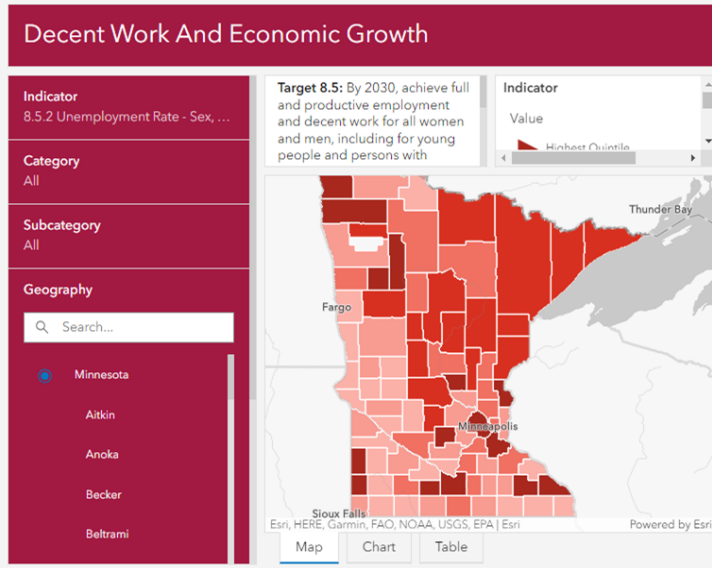 Decent Work And Economic Growth
Indicator
8.5.2 Unemployment Rate - Sex, ...
Category
All
Subcategory
All
Geography
Search...
Minnesota
Aitkin
Anoka
Becker
Beltrami
Target 8.5: By 2030, achieve full
and productive employment
and decent work for all women
and men, including for young
people and persons with
Indicator
Value
Highest Quintile
Thunder Bay
Fargo
Minneapolis
Sioux Falls
Esri, HERE, Garmin, FAO, NOAA, USGS, EPA | Esri
Powered by Esri
Map
Chart
Table